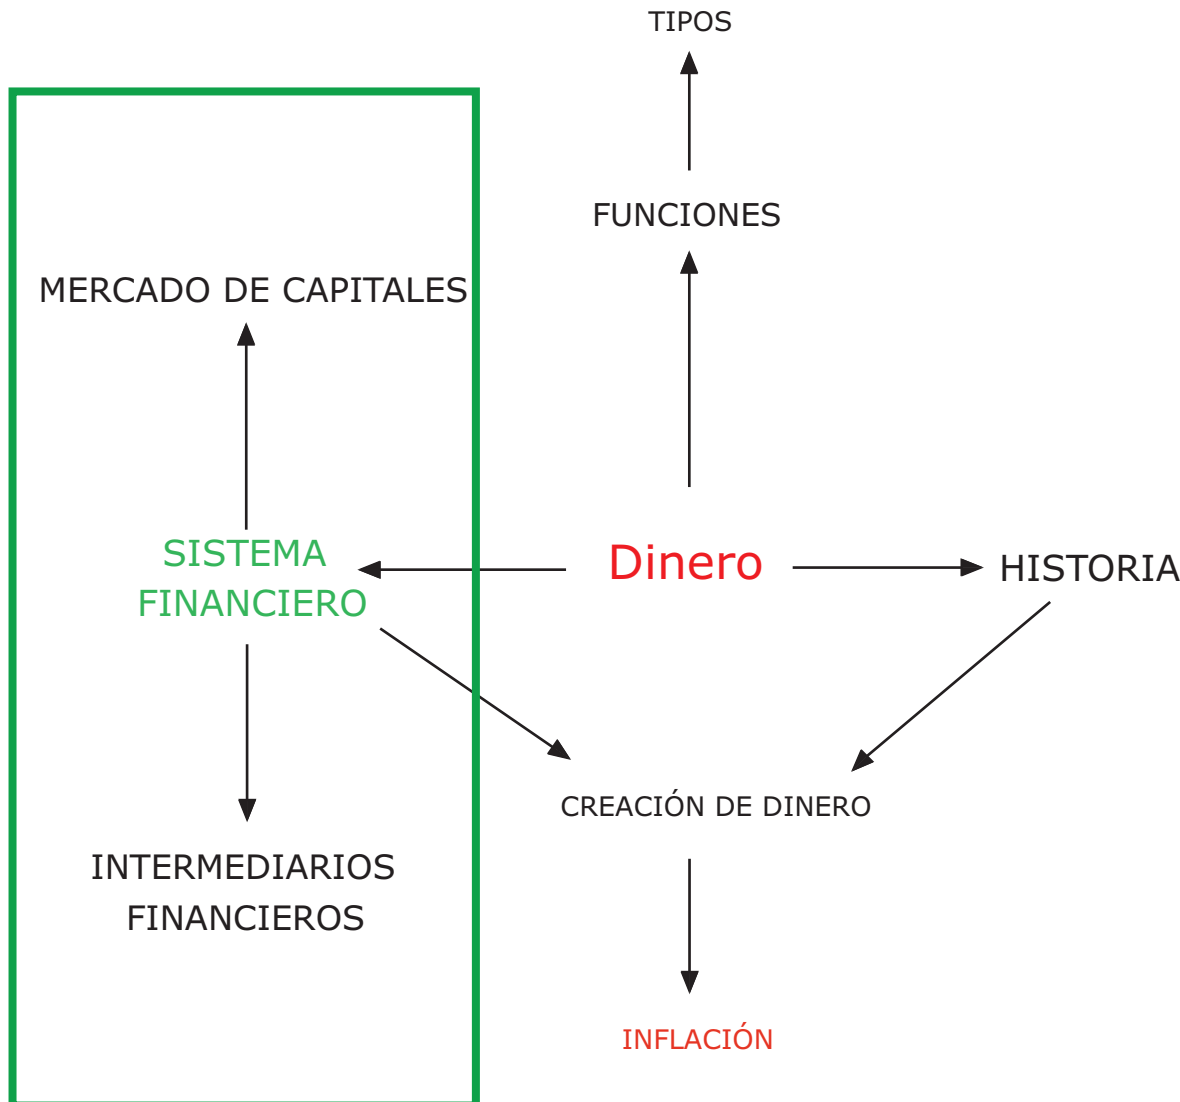 TIPOS
FUNCIONES
MERCADO DE CAPITALES
SISTEMA
FINANCIERO
Dinero
HISTORIA
CREACIÓN DE DINERO
INTERMEDIARIOS
FINANCIEROS
INFLACIÓN